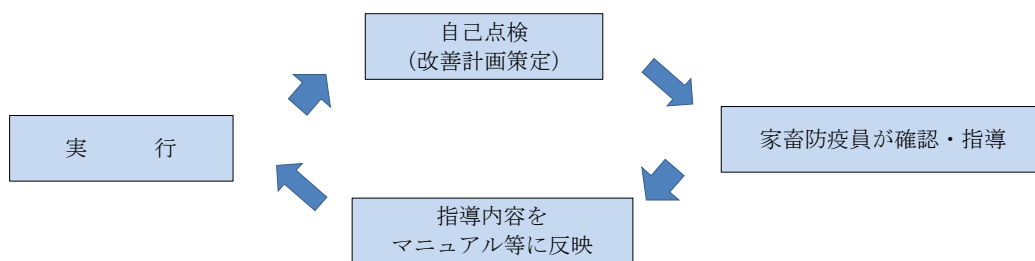 自己点検
（改善計画策定）
家畜防疫員が確認・指導
指導内容を
マニュアル等に反映
実　　　行